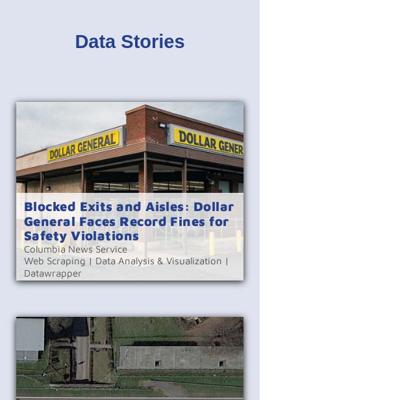 Data Stories
DOLLAR GENERAL
DOLLAR GENER
Blocked Exits and Aisles: Dollar
General Faces Record Fines for
Safety Violations
Columbia News Service
Web Scraping | Data Analysis & Visualization |
Datawrapper